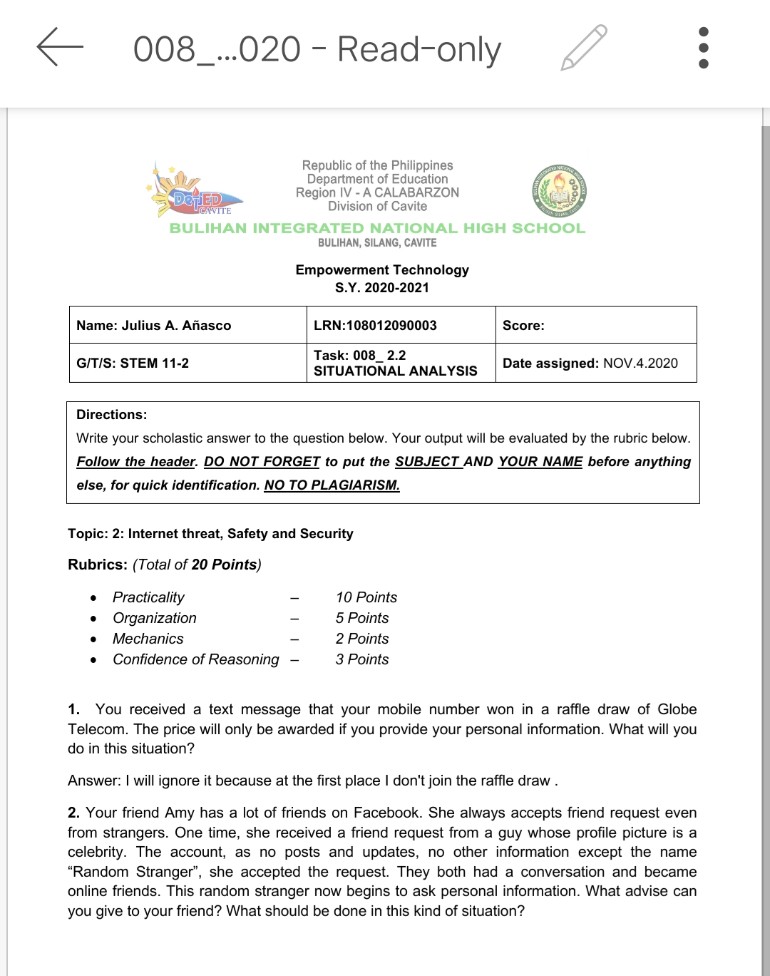 008_...020 - Read-only
Republic of the Philippines
Department of Education
Region IV - A CALABARZON
Division of Cavite
DepED
CAVITE
BULIHAN INTEGRATED NATIONAL HIGH SCHOOL
BULIHAN, SILANG, CAVITE
Empowerment Technology
S.Y. 2020-2021
Name: Julius A. Añasco LRN:108012090003 Score:
G/T/S: STEM 11-2 Task: 008_ 2.2 SITUATIONAL ANALYSIS Date assigned: NOV.4.2020
Directions:
Write your scholastic answer to the question below. Your output will be evaluated by the rubric below.
Follow the header. DO NOT FORGET to put the SUBJECT AND YOUR NAME before anything
else, for quick identification. NO TO PLAGIARISM.
Topic: 2: Internet threat, Safety and Security
Rubrics: (Total of 20 Points)
• Practicality – 10 Points
• Organization – 5 Points
• Mechanics – 2 Points
• Confidence of Reasoning – 3 Points
1. You received a text message that your mobile number won in a raffle draw of Globe
Telecom. The price will only be awarded if you provide your personal information. What will you
do in this situation?
Answer: I will ignore it because at the first place I don't join the raffle draw .
2. Your friend Amy has a lot of friends on Facebook. She always accepts friend request even
from strangers. One time, she received a friend request from a guy whose profile picture is a
celebrity. The account, as no posts and updates, no other information except the name
“Random Stranger”, she accepted the request. They both had a conversation and became
online friends. This random stranger now begins to ask personal information. What advise can
you give to your friend? What should be done in this kind of situation?